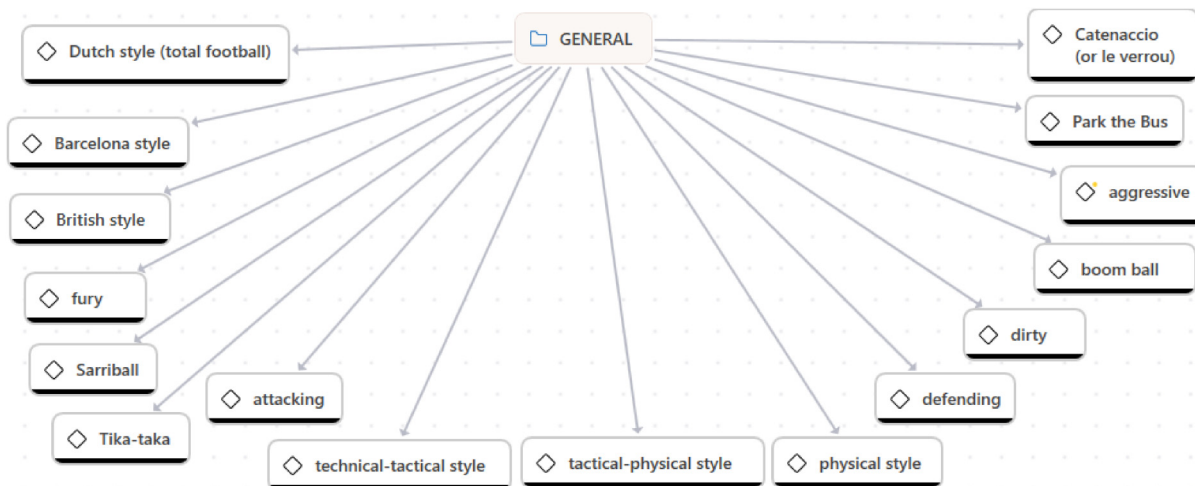 GENERAL
Dutch style (total football)
Catenaccio
(or le verrou)
Barcelona style
Park the Bus
British style
aggressive
fury
boom ball
Sarriball
dirty
attacking
defending
Tika-taka
technical-tactical style
tactical-physical style
physical style